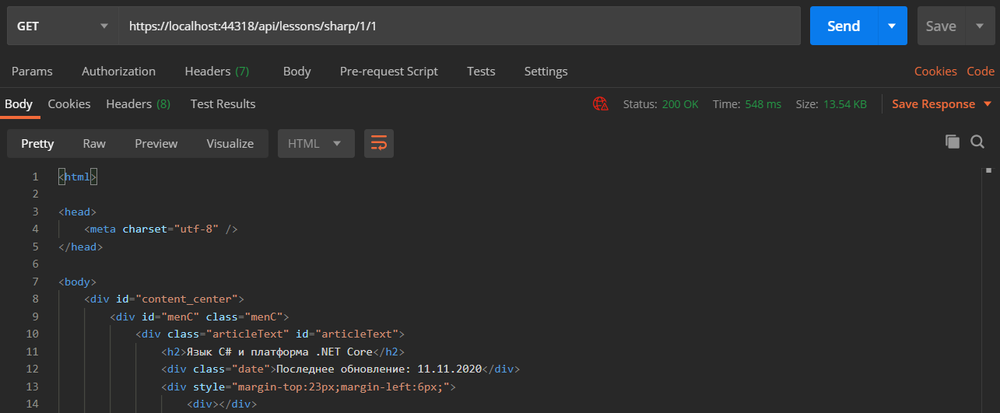 GET https://localhost:44318/api/lessons/sharp/1/1 Send Save
Params Authorization Headers (7) Body Pre-request Script Tests Settings Cookies Code
Body Cookies Headers (8) Test Results Status: 200 OK Time: 548 ms Size: 13.54 KB Save Response
Pretty Raw Preview Visualize HTML
1 <html>
2
3 <head>
4 <meta charset="utf-8" />
5 </head>
6
7 <body>
8 <div id="content_center">
9 <div id="menC" class="menC">
10 <div class="articleText" id="articleText">
11 <h2>Язык C# и платформа .NET Core</h2>
12 <div class="date">Последнее обновление: 11.11.2020</div>
13 <div style="margin-top:23px;margin-left:6px;">
14 <div></div>